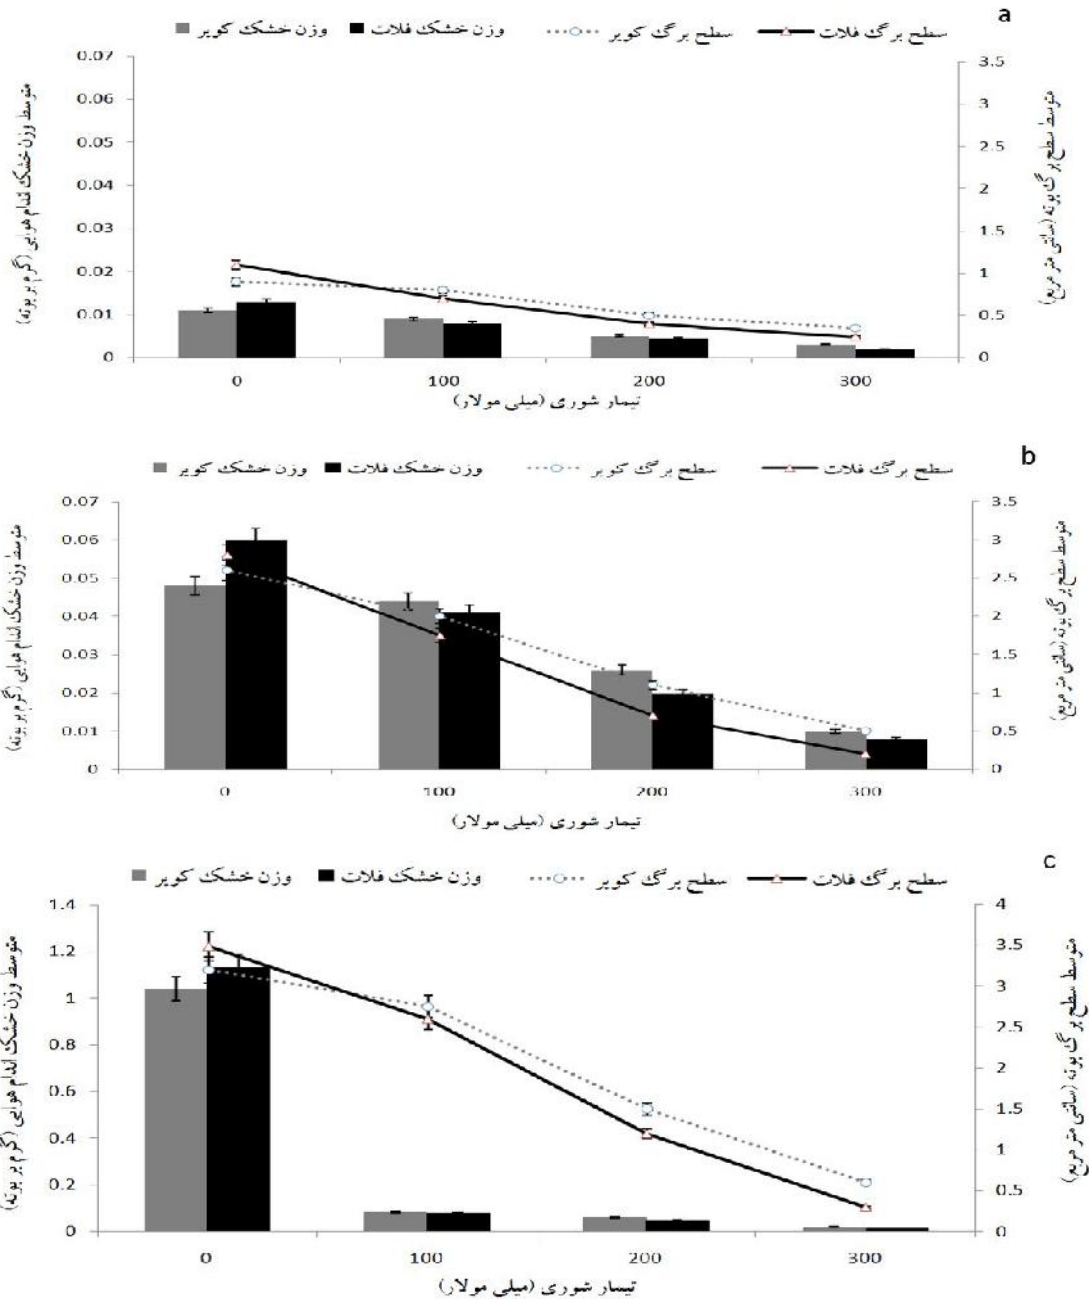 a
وزن خشک کویر وزن خشک فلات سطح برگ کویر سطح برگ فلات
متوسط وزن خشک اندام هوایی (گرم بر بوته)
0.07
0.06
0.05
0.04
0.03
0.02
0.01
0
3.5
3
2.5
2
1.5
1
0.5
0
متوسط سطح برگ بوته (سانتی متر مربع)
0 100 200 300
تیمار شوری (میلی مولار)
b
وزن خشک کویر وزن خشک فلات سطح برگ کویر سطح برگ فلات
متوسط وزن خشک اندام هوایی (گرم بر بوته)
0.07
0.06
0.05
0.04
0.03
0.02
0.01
0
3.5
3
2.5
2
1.5
1
0.5
0
متوسط سطح برگ بوته (سانتی متر مربع)
0 100 200 300
تیمار شوری (میلی مولار)
c
وزن خشک کویر وزن خشک فلات سطح برگ کویر سطح برگ فلات
متوسط وزن خشک اندام هوایی (گرم بر بوته)
1.4
1.2
1
0.8
0.6
0.4
0.2
0
4
3.5
3
2.5
2
1.5
1
0.5
0
متوسط سطح برگ بوته (سانتی متر مربع)
0 100 200 300
تیمار شوری (میلی مولار)